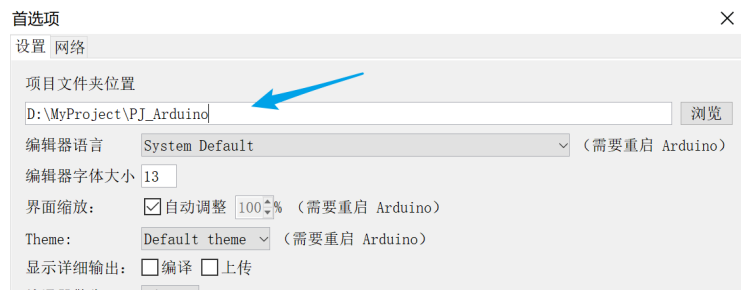 首选项
设置 网络
项目文件夹位置
D:\MyProject\PJ_Arduino 浏览
编辑器语言 System Default （需要重启 Arduino）
编辑器字体大小 13
界面缩放： 自动调整 100 % （需要重启 Arduino）
Theme: Default theme （需要重启 Arduino）
显示详细输出： 编译 上传